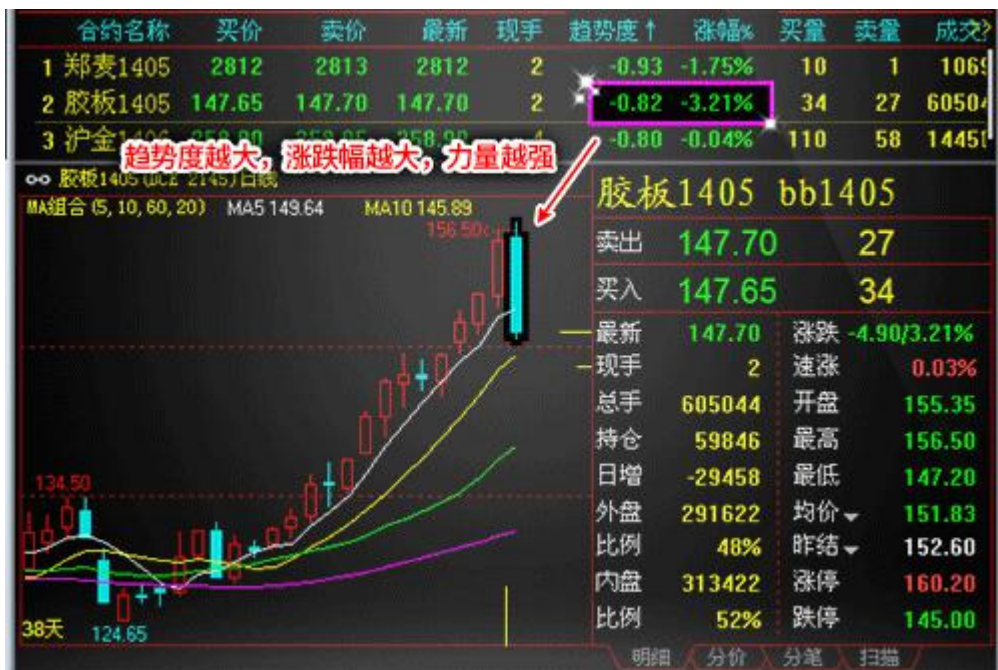 合约名称 买价 卖价 最新 现手 趋势度↑ 涨幅% 买量 卖量 成交
1 郑麦1405 2812 2813 2812 2 -0.93 -1.75% 10 1 1069
2 胶板1405 147.65 147.70 147.70 2 -0.82 -3.21% 34 27 60504
3 沪金 -0.80 -0.04% 110 58 1445
趋势度越大，涨跌幅越大，力量越强
胶板1405 日线
胶板1405 bb1405
MA组合 (5, 10, 60, 20) MA5 149.64 MA10 145.89
156.50
卖出 147.70 27
买入 147.65 34
最新 147.70 涨跌 -4.90/3.21%
现手 2 速涨 0.03%
总手 605044 开盘 155.35
持仓 59846 最高 156.50
日增 -29458 最低 147.20
134.50
外盘 291622 均价 151.83
比例 48% 昨结 152.60
内盘 313422 涨停 160.20
比例 52% 跌停 145.00
38天 124.65
明细 分价 分笔 扫描